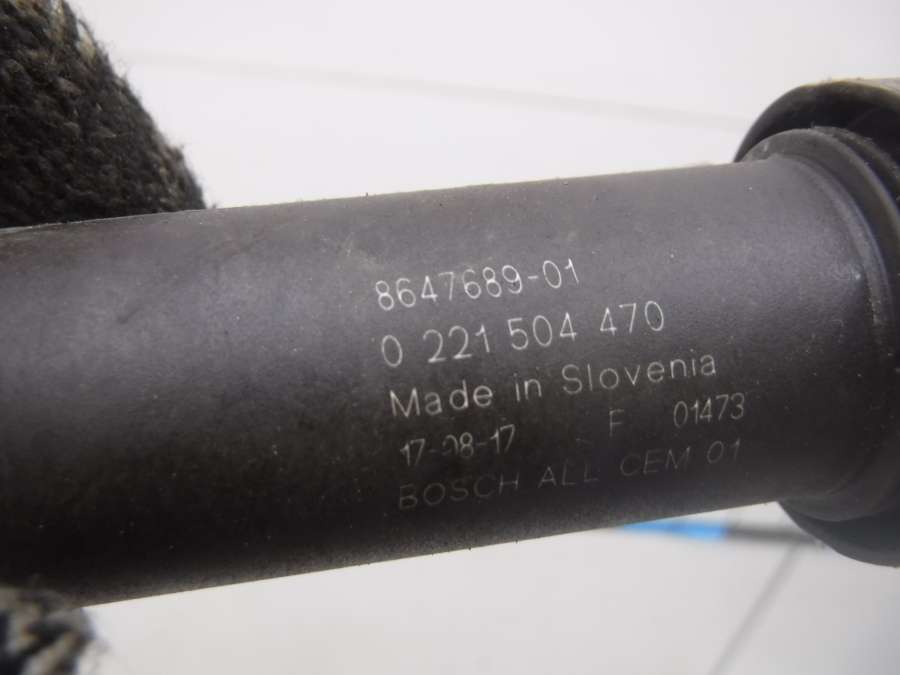 8647689-01
0 221 504 470
Made in Slovenia
17-08-17 F 01473
BOSCH ALL CEM 01